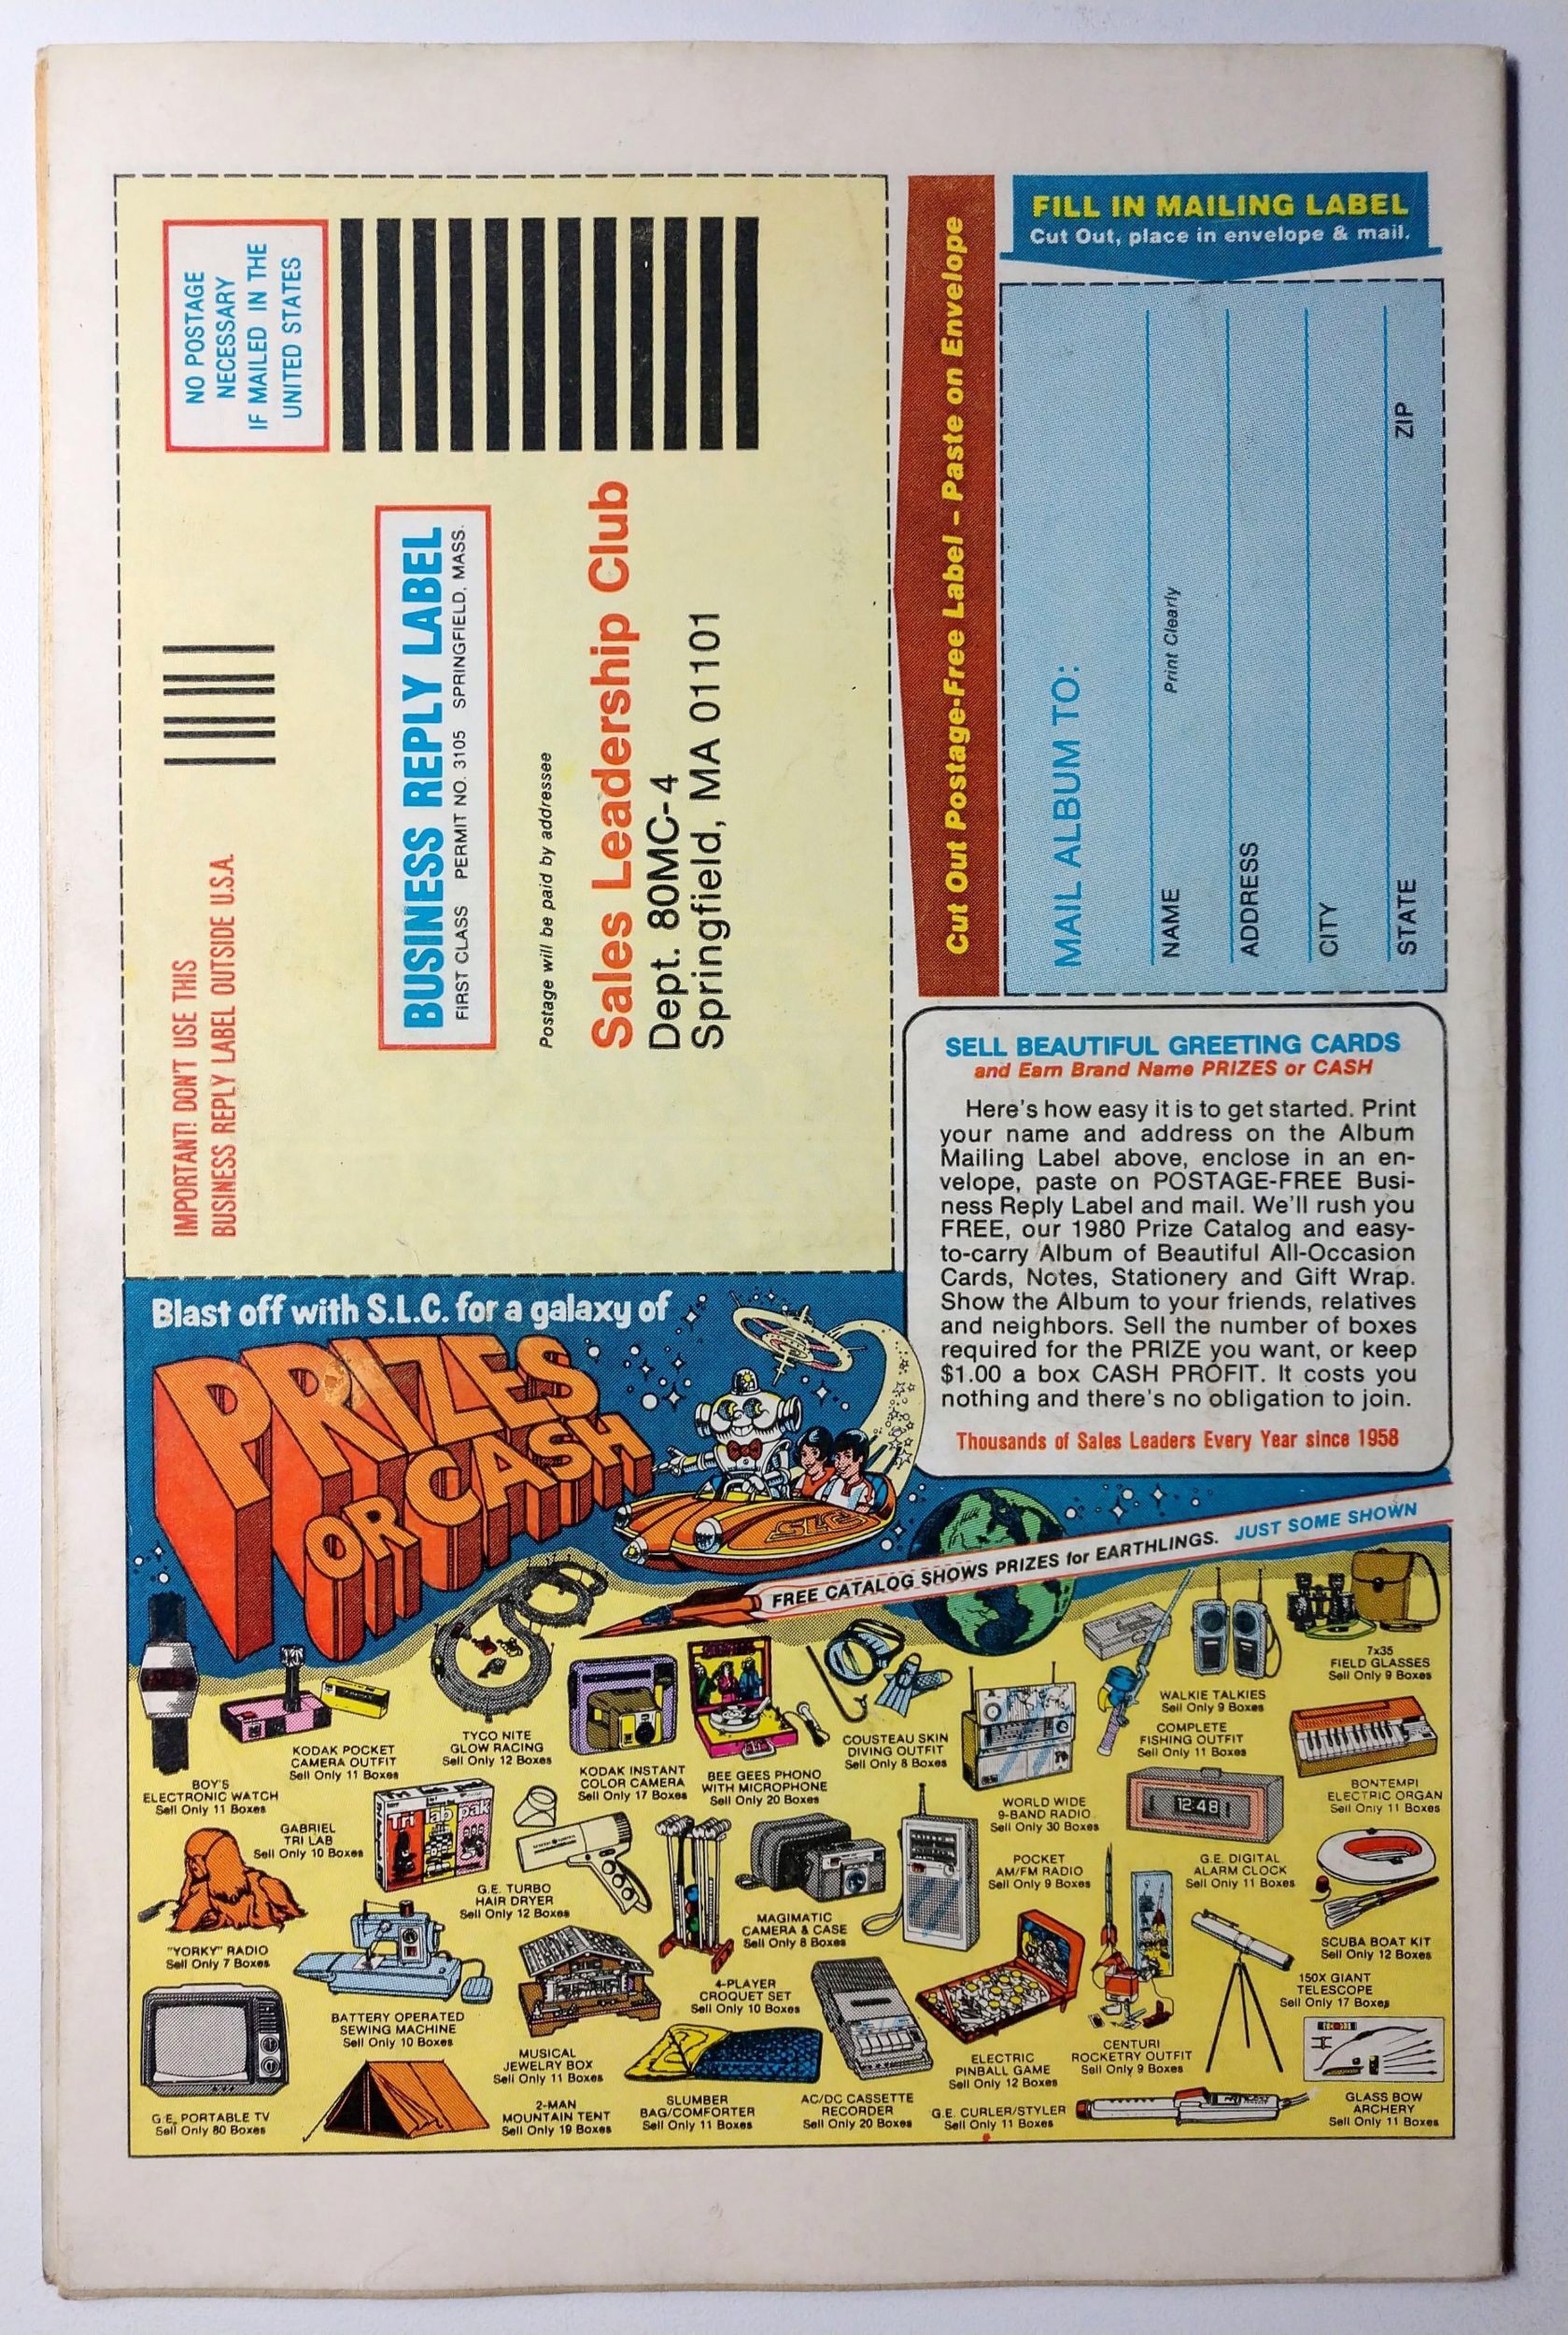 NO POSTAGE
NECESSARY
IF MAILED IN THE
UNITED STATES
IMPORTANT! DON'T USE THIS
BUSINESS REPLY LABEL OUTSIDE U.S.A.
BUSINESS REPLY LABEL
FIRST CLASS PERMIT NO. 3105 SPRINGFIELD, MASS.
Postage will be paid by addressee
Sales Leadership Club
Dept. 80MC-4
Springfield, MA 01101
Cut Out Postage-Free Label – Paste on Envelope
FILL IN MAILING LABEL
Cut Out, place in envelope & mail.
MAIL ALBUM TO:
NAME
Print Clearly
ADDRESS
CITY
STATE ZIP
SELL BEAUTIFUL GREETING CARDS
and Earn Brand Name PRIZES or CASH
Here's how easy it is to get started. Print
your name and address on the Album
Mailing Label above, enclose in an en-
velope, paste on POSTAGE-FREE Busi-
ness Reply Label and mail. We'll rush you
FREE, our 1980 Prize Catalog and easy-
to-carry Album of Beautiful All-Occasion
Cards, Notes, Stationery and Gift Wrap.
Show the Album to your friends, relatives
and neighbors. Sell the number of boxes
required for the PRIZE you want, or keep
$1.00 a box CASH PROFIT. It costs you
nothing and there's no obligation to join.
Thousands of Sales Leaders Every Year since 1958
Blast off with S.L.C. for a galaxy of
PRIZES
OR CASH
SLC
FREE CATALOG SHOWS PRIZES for EARTHLINGS. JUST SOME SHOWN
BOY'S
ELECTRONIC WATCH
Sell Only 11 Boxes
KODAK POCKET
CAMERA OUTFIT
Sell Only 11 Boxes
TYCO NITE
GLOW RACING
Sell Only 12 Boxes
KODAK INSTANT
COLOR CAMERA
Sell Only 17 Boxes
BEE GEES PHONO
WITH MICROPHONE
Sell Only 20 Boxes
COUSTEAU SKIN
DIVING OUTFIT
Sell Only 8 Boxes
WORLD WIDE
9-BAND RADIO
Sell Only 30 Boxes
WALKIE TALKIES
Sell Only 9 Boxes
COMPLETE
FISHING OUTFIT
Sell Only 11 Boxes
7x35
FIELD GLASSES
Sell Only 9 Boxes
BONTEMPI
ELECTRIC ORGAN
Sell Only 11 Boxes
GABRIEL
TRI LAB
Sell Only 10 Boxes
Tri lab pak
G.E. TURBO
HAIR DRYER
Sell Only 12 Boxes
MAGIMATIC
CAMERA & CASE
Sell Only 8 Boxes
POCKET
AM/FM RADIO
Sell Only 9 Boxes
12:48
G.E. DIGITAL
ALARM CLOCK
Sell Only 11 Boxes
SCUBA BOAT KIT
Sell Only 12 Boxes
"YORKY" RADIO
Sell Only 7 Boxes
BATTERY OPERATED
SEWING MACHINE
Sell Only 10 Boxes
MUSICAL
JEWELRY BOX
Sell Only 11 Boxes
4-PLAYER
CROQUET SET
Sell Only 10 Boxes
150X GIANT
TELESCOPE
Sell Only 17 Boxes
G.E. PORTABLE TV
Sell Only 80 Boxes
2-MAN
MOUNTAIN TENT
Sell Only 19 Boxes
SLUMBER
BAG/COMFORTER
Sell Only 11 Boxes
AC/DC CASSETTE
RECORDER
Sell Only 20 Boxes
ELECTRIC
PINBALL GAME
Sell Only 12 Boxes
G.E. CURLER/STYLER
Sell Only 11 Boxes
CENTURI
ROCKETRY OUTFIT
Sell Only 9 Boxes
GLASS BOW
ARCHERY
Sell Only 11 Boxes